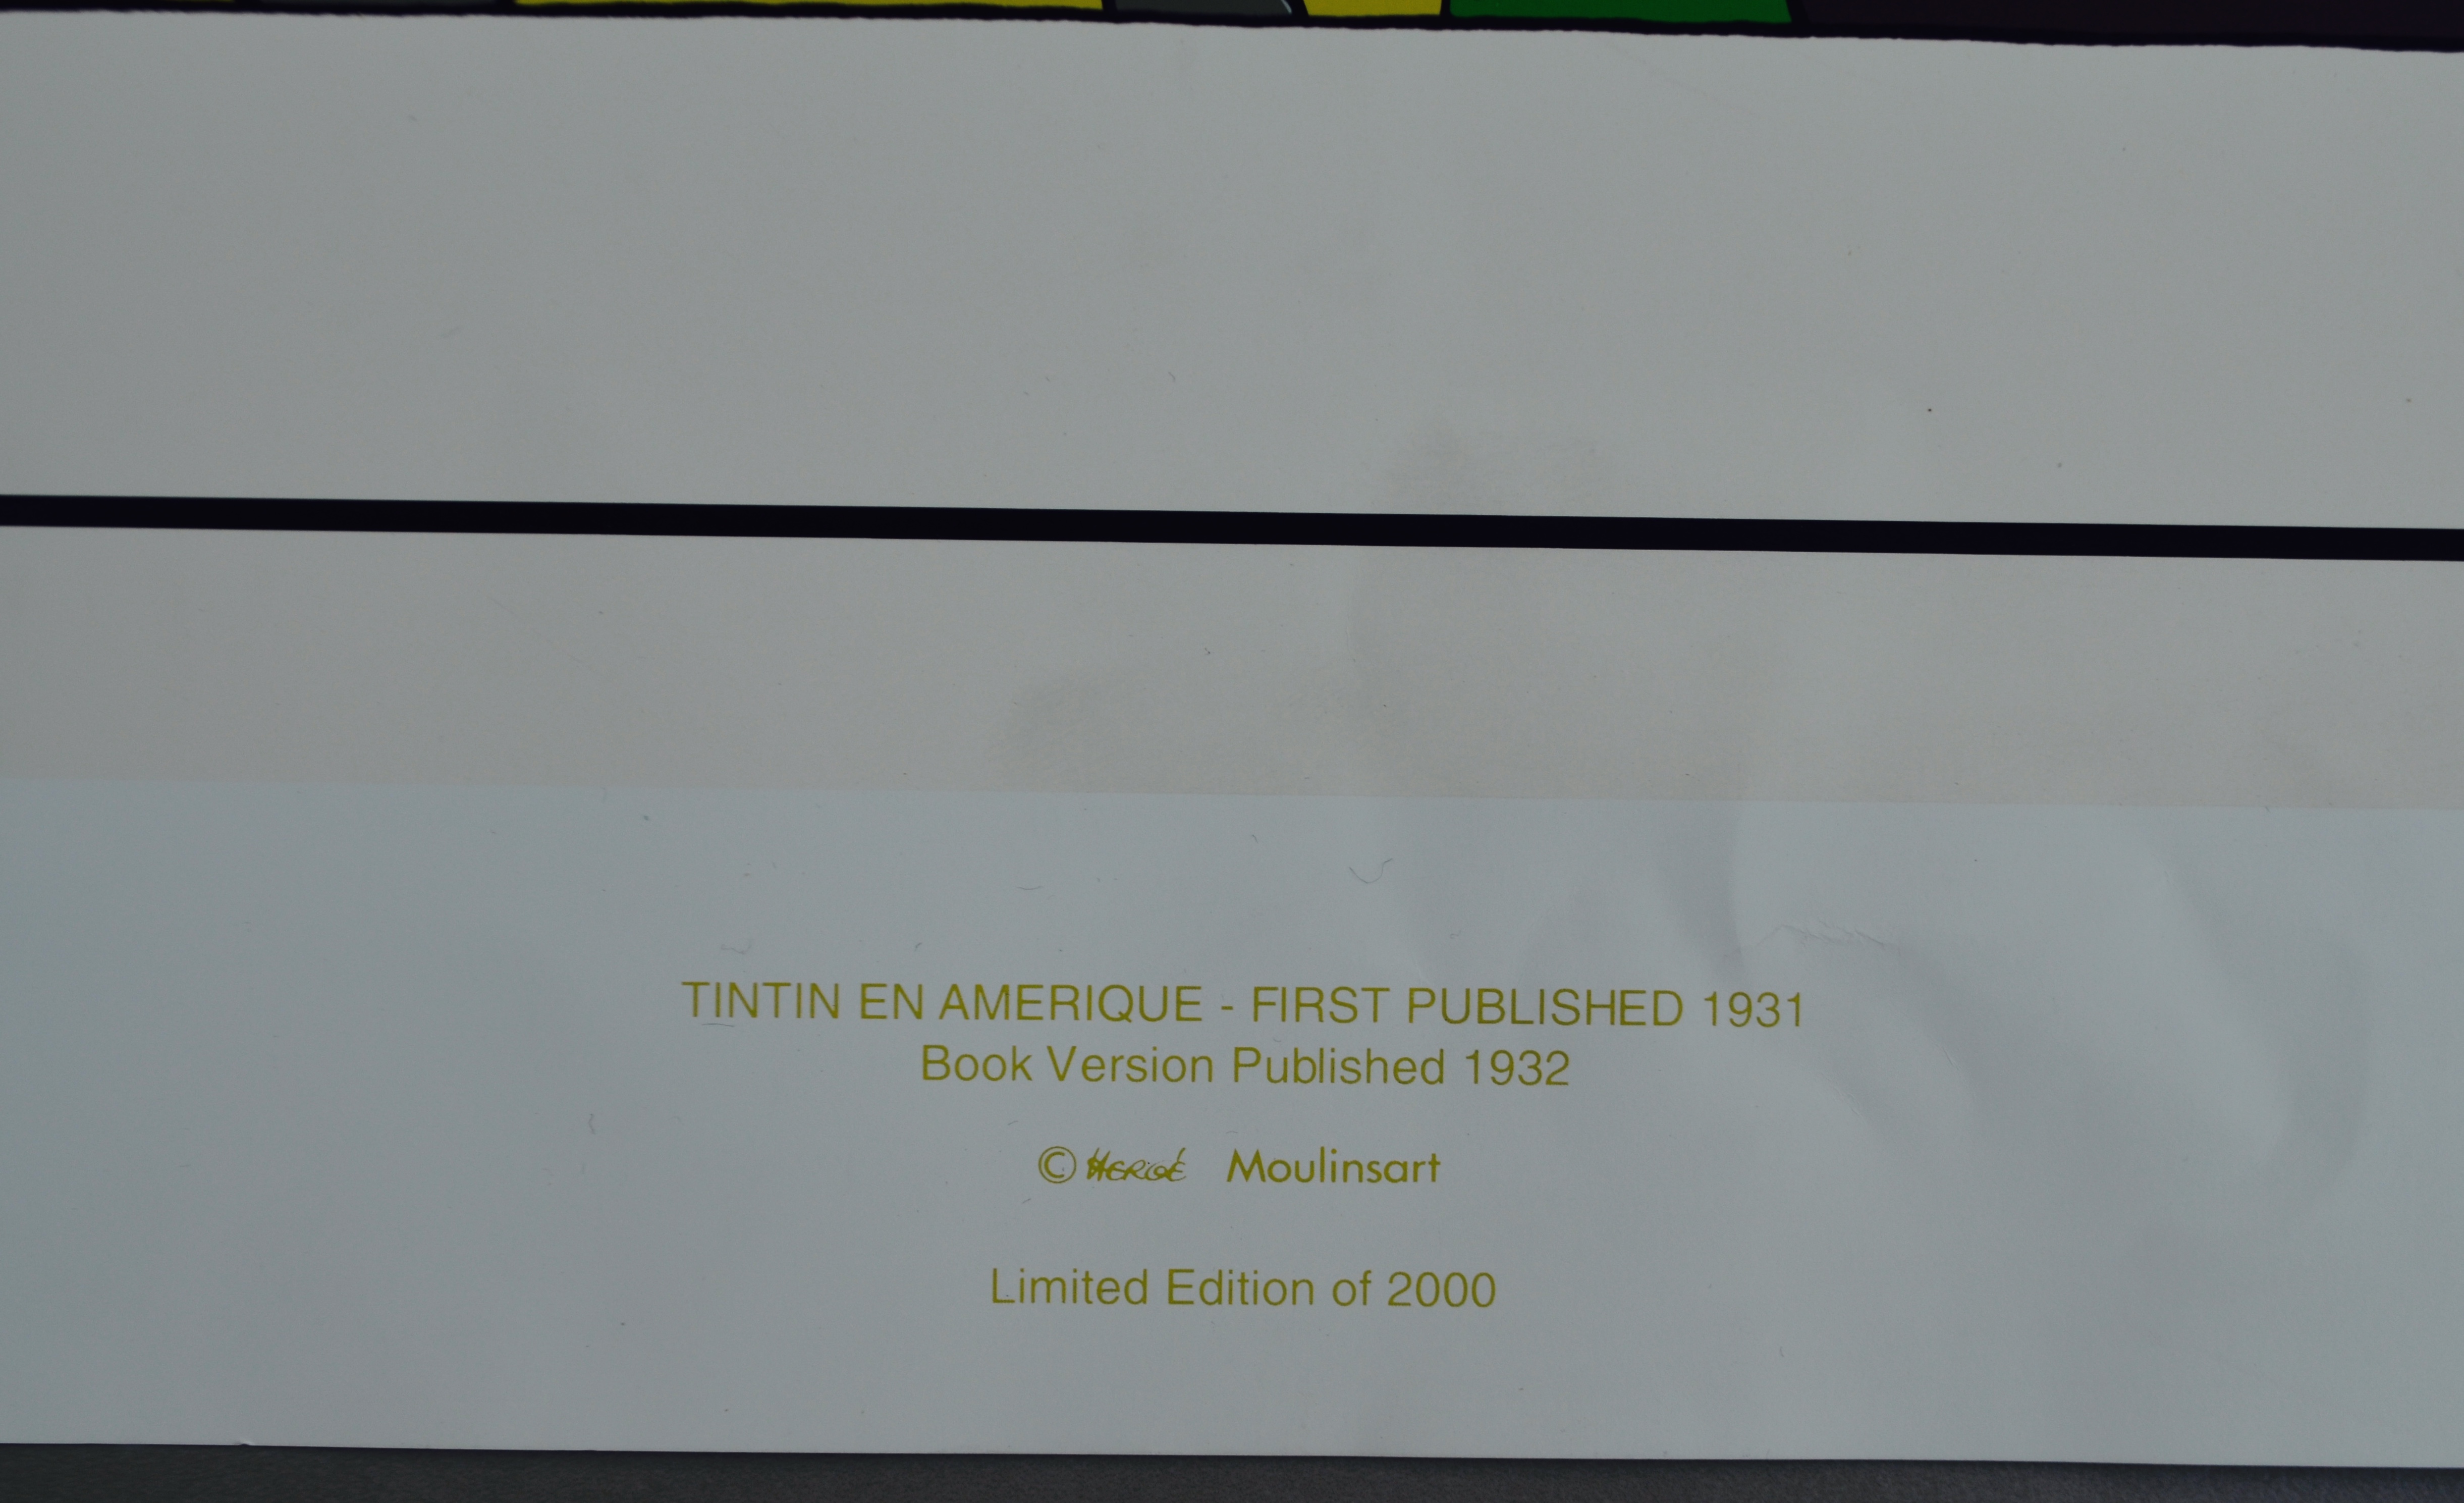 TINTIN EN AMERIQUE - FIRST PUBLISHED 1931
Book Version Published 1932
© HERGÉ Moulinsart
Limited Edition of 2000